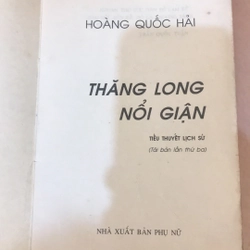 HOÀNG QUỐC HẢI
THĂNG LONG
NỔI GIẬN
TIỂU THUYẾT LỊCH SỬ
(Tái bản lần thứ ba)
NHÀ XUẤT BẢN PHỤ NỮ